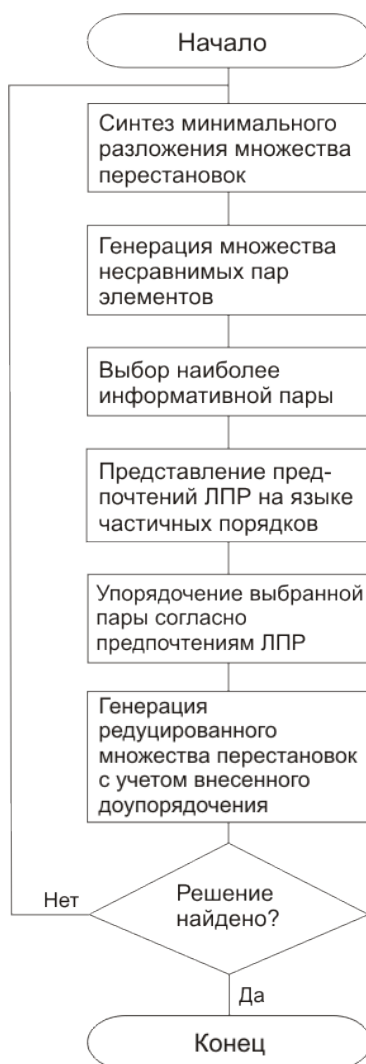 Начало
Синтез минимального
разложения множества
перестановок
Генерация множества
несравнимых пар
элементов
Выбор наиболее
информативной пары
Представление пред-
почтений ЛПР на языке
частичных порядков
Упорядочение выбранной
пары согласно
предпочтениям ЛПР
Генерация
редуцированного
множества перестановок
с учетом внесенного
доупорядочения
Решение
найдено?
Нет
Да
Конец